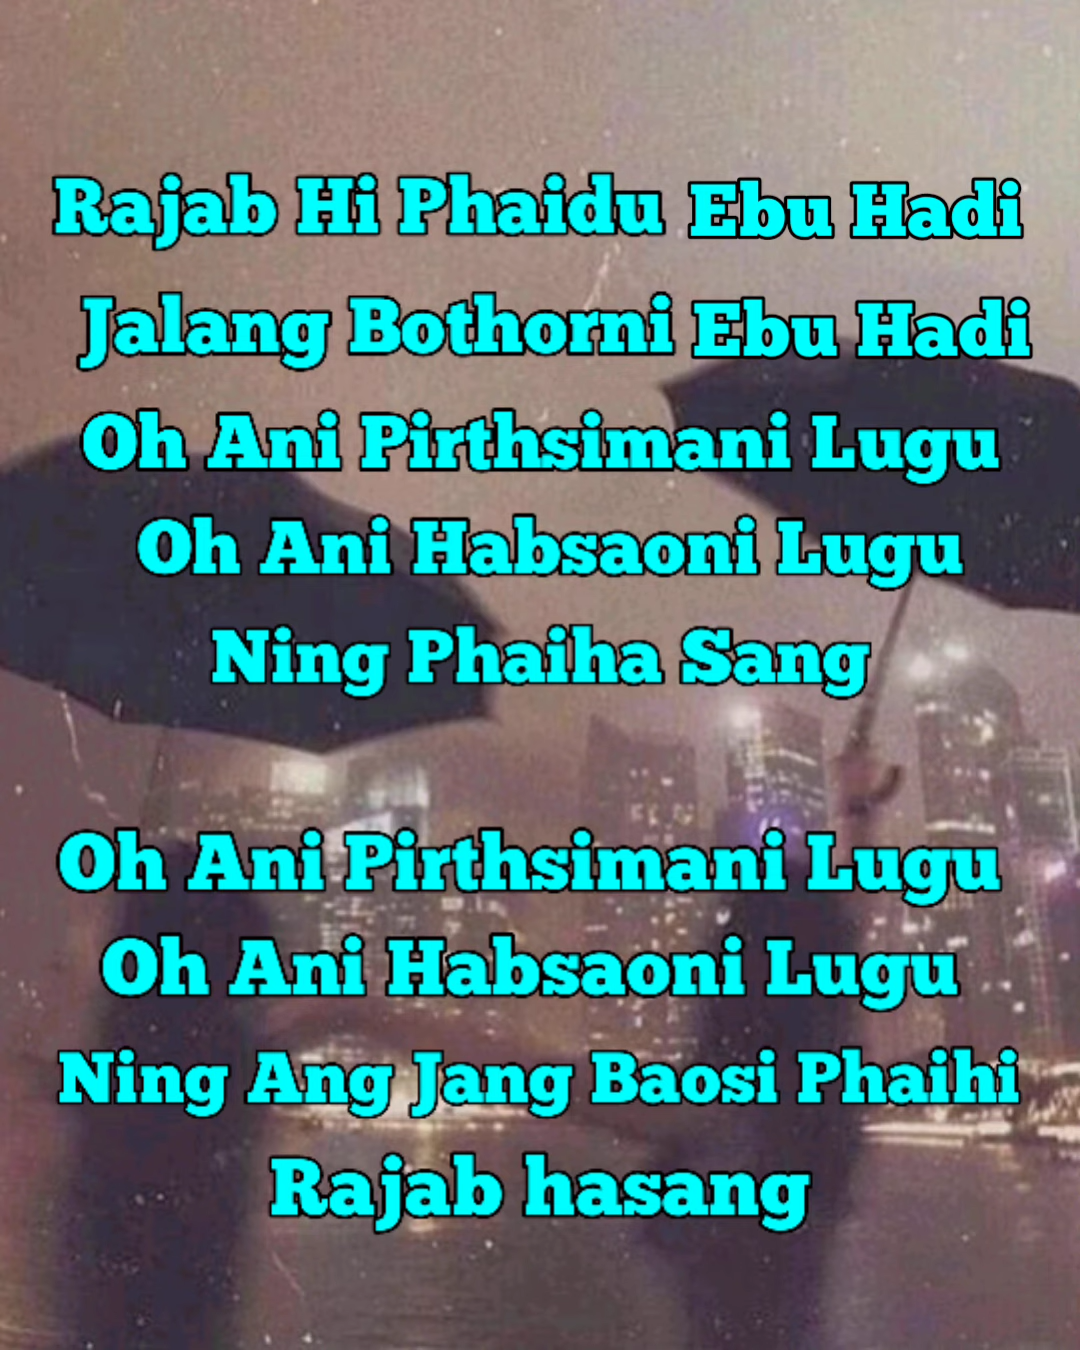 Rajab Hi Phaidu Ebu Hadi
Jalang Bothorni Ebu Hadi
Oh Ani Pirthsimani Lugu
Oh Ani Habsaoni Lugu
Ning Phaiha Sang
Oh Ani Pirthsimani Lugu
Oh Ani Habsaoni Lugu
Ning Ang Jang Baosi Phaihi
Rajab hasang